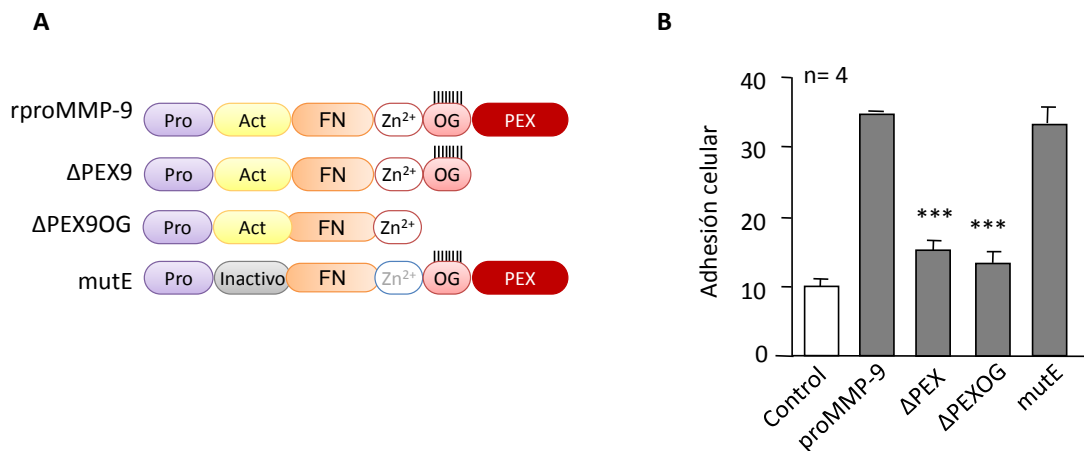 A
rproMMP-9
Pro Act FN Zn2+ OG PEX
ΔPEX9
Pro Act FN Zn2+ OG
ΔPEX9OG
Pro Act FN Zn2+
mutE
Pro Inactivo FN Zn2+ OG PEX
B
n= 4
Adhesión celular
40
30
20
10
0
***
***
Control
proMMP-9
ΔPEX
ΔPEXOG
mutE